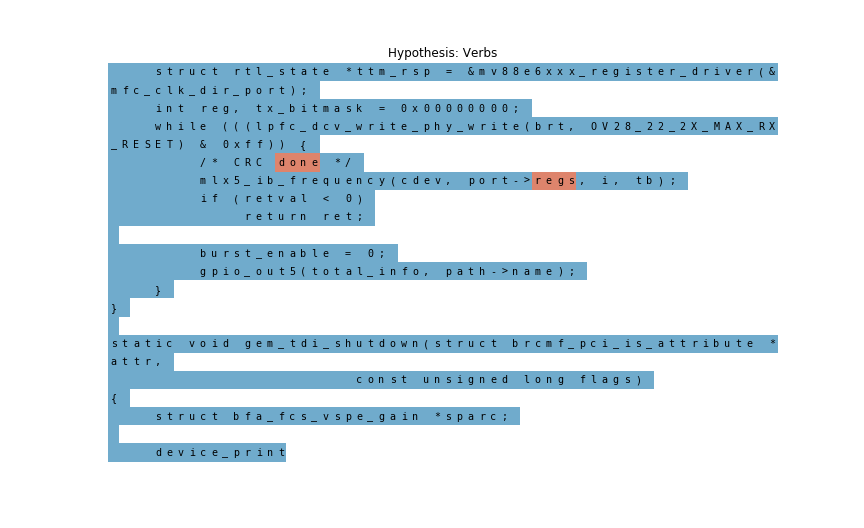 Hypothesis: Verbs
struct rtl_state *ttm_rsp = &mv88e6xxx_register_driver(&
mfc_clk_dir_port);
int reg, tx_bitmask = 0x00000000;
while (((lpfc_dcv_write_phy_write(brt, OV28_22_2X_MAX_RX
_RESET) & 0xff)) {
/* CRC done */
mlx5_ib_frequency(cdev, port->regs, i, tb);
if (retval < 0)
return ret;
burst_enable = 0;
gpio_out5(total_info, path->name);
}
}
static void gem_tdi_shutdown(struct brcmf_pci_is_attribute *
attr,
const unsigned long flags)
{
struct bfa_fcs_vspe_gain *sparc;
device_print